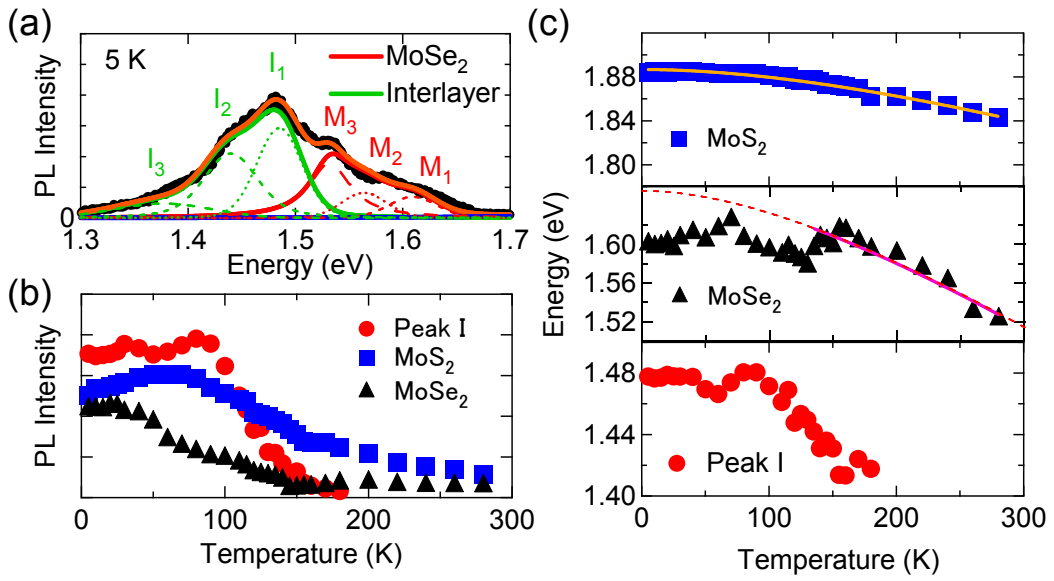 (a)
5 K
MoSe2
Interlayer
I1
I2
I3
M3
M2
M1
PL Intensity
0
1.3 1.4 1.5 1.6 1.7
Energy (eV)
(b)
Peak I
MoS2
MoSe2
PL Intensity
0 100 200 300
Temperature (K)
(c)
1.88
1.84
1.80
MoS2
Energy (eV)
1.60
1.56
1.52
MoSe2
1.48
1.44
1.40
Peak I
0 100 200 300
Temperature (K)